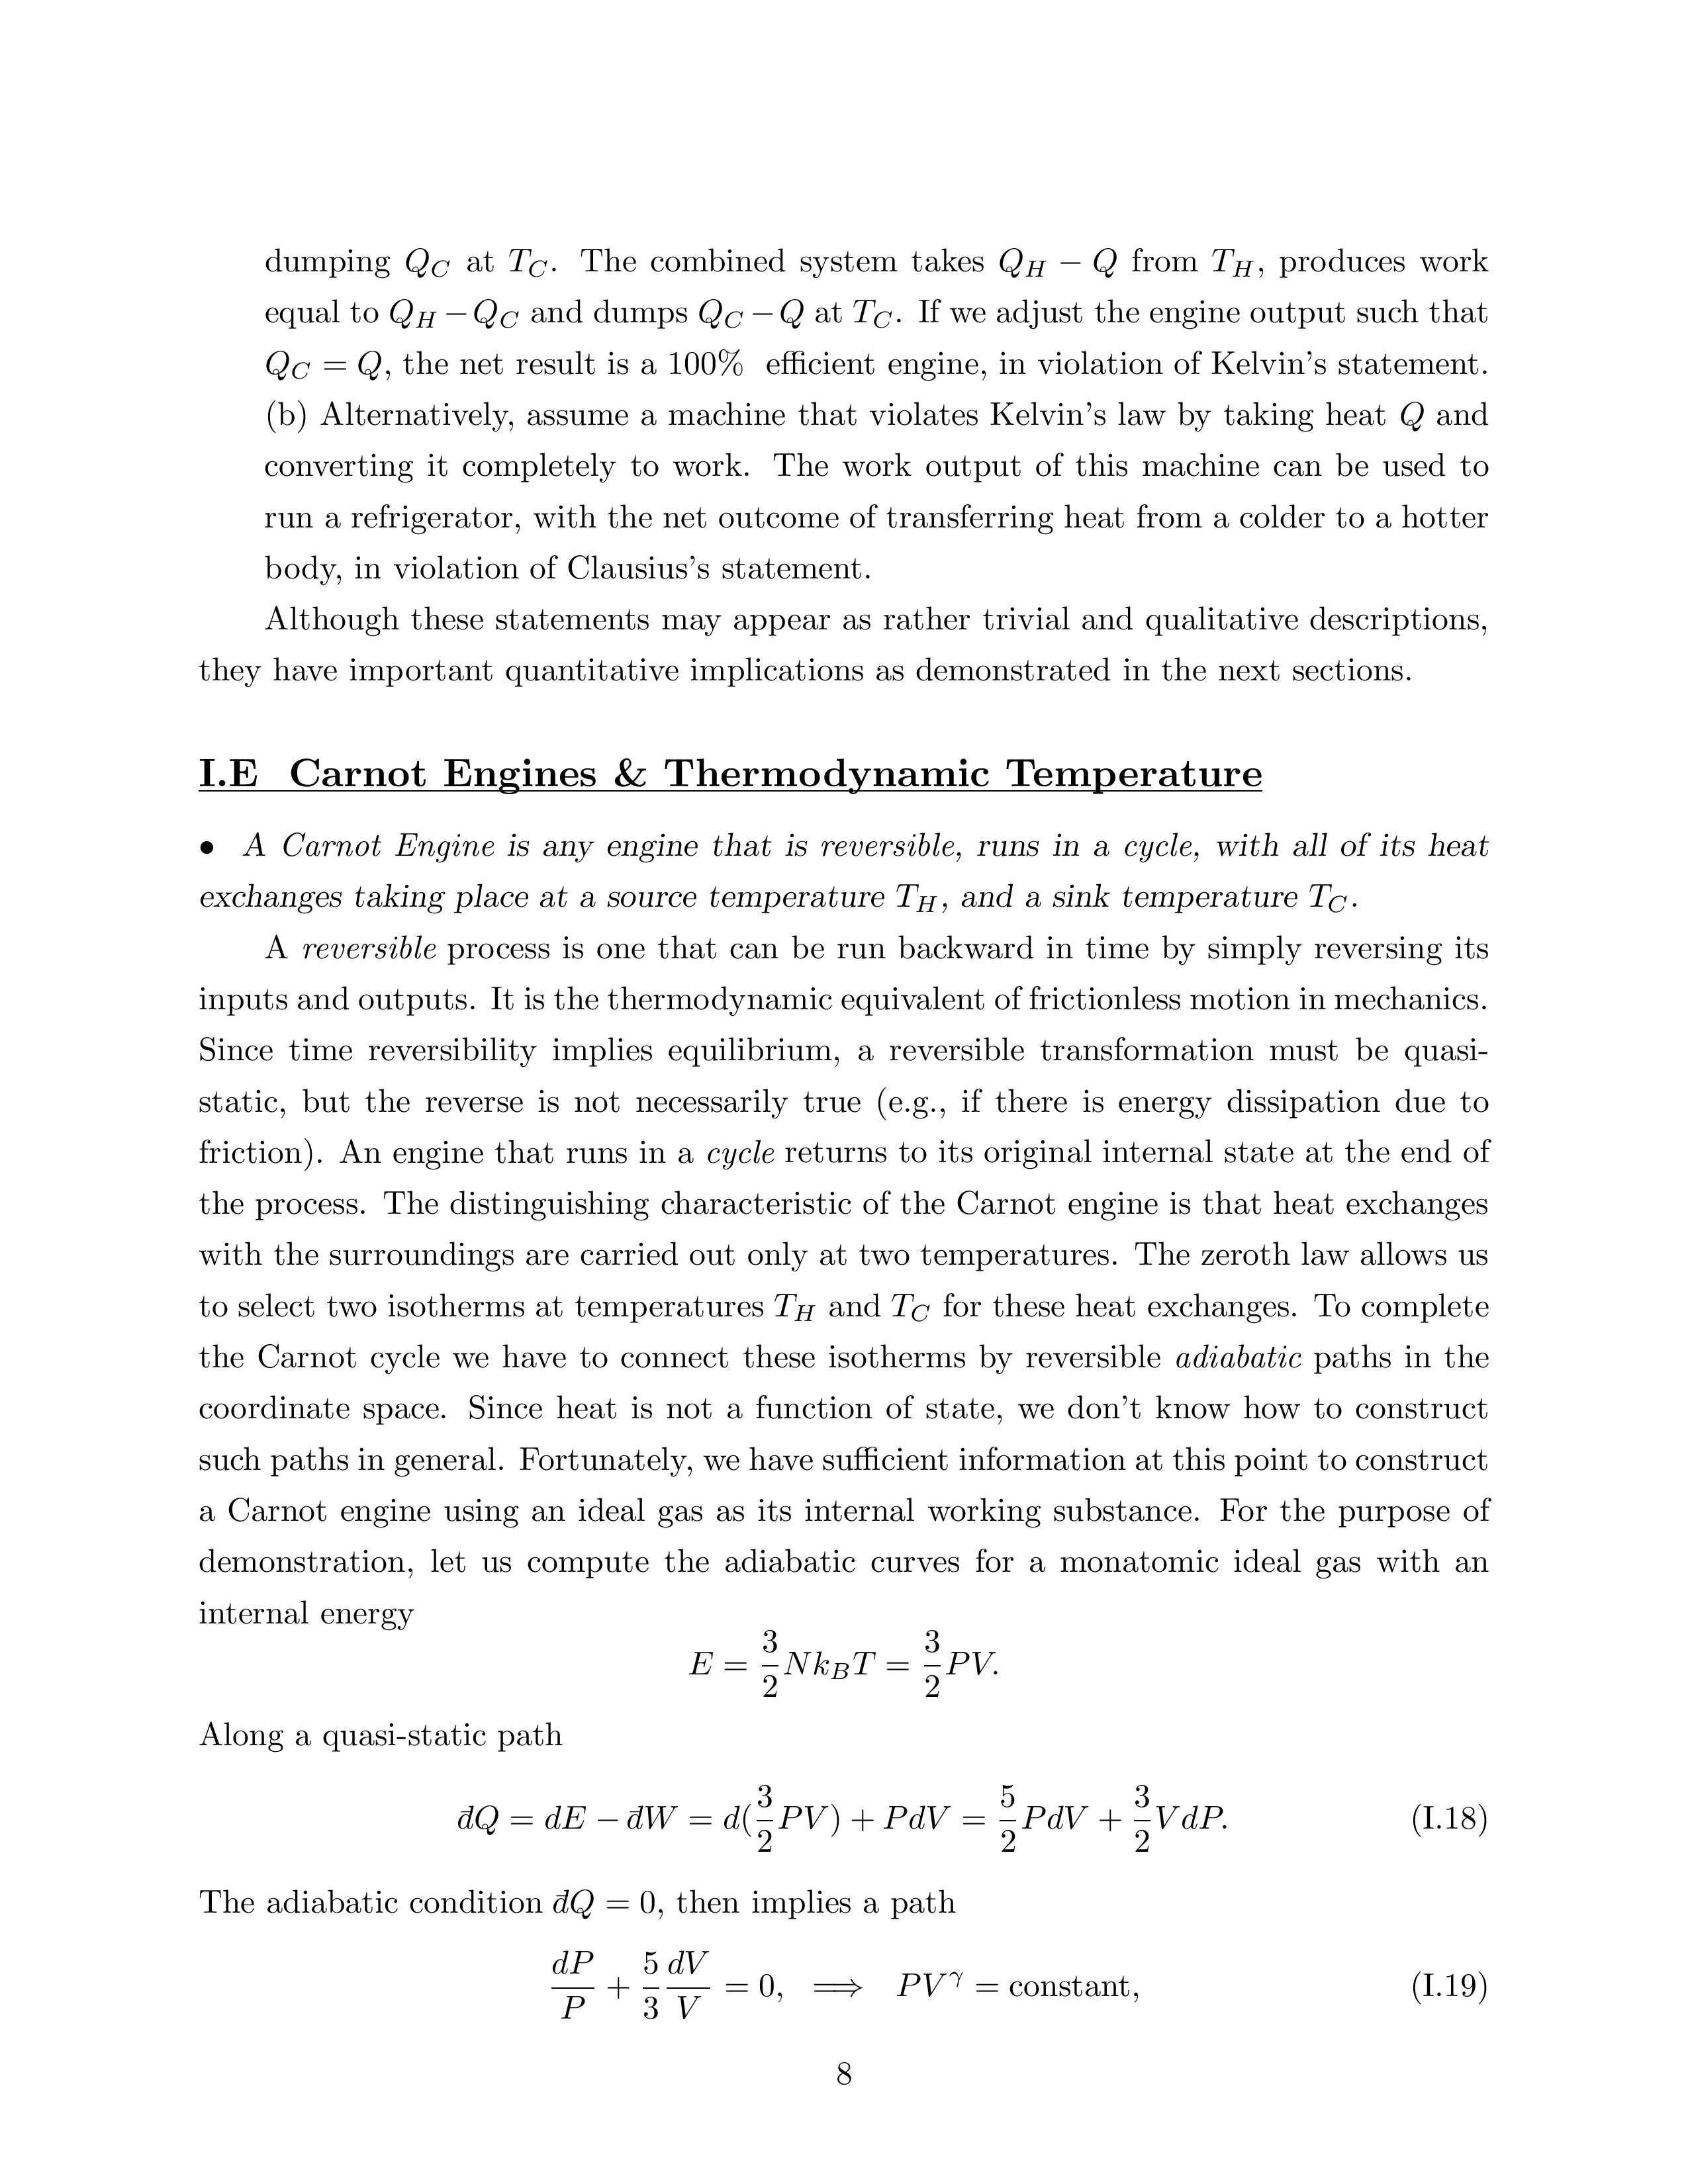 dumping Q_C at T_C. The combined system takes Q_H − Q from T_H, produces work
equal to Q_H − Q_C and dumps Q_C − Q at T_C. If we adjust the engine output such that
Q_C = Q, the net result is a 100% efficient engine, in violation of Kelvin's statement.
(b) Alternatively, assume a machine that violates Kelvin's law by taking heat Q and
converting it completely to work. The work output of this machine can be used to
run a refrigerator, with the net outcome of transferring heat from a colder to a hotter
body, in violation of Clausius's statement.
Although these statements may appear as rather trivial and qualitative descriptions,
they have important quantitative implications as demonstrated in the next sections.
I.E Carnot Engines & Thermodynamic Temperature
• A Carnot Engine is any engine that is reversible, runs in a cycle, with all of its heat
exchanges taking place at a source temperature T_H, and a sink temperature T_C.
A reversible process is one that can be run backward in time by simply reversing its
inputs and outputs. It is the thermodynamic equivalent of frictionless motion in mechanics.
Since time reversibility implies equilibrium, a reversible transformation must be quasi-
static, but the reverse is not necessarily true (e.g., if there is energy dissipation due to
friction). An engine that runs in a cycle returns to its original internal state at the end of
the process. The distinguishing characteristic of the Carnot engine is that heat exchanges
with the surroundings are carried out only at two temperatures. The zeroth law allows us
to select two isotherms at temperatures T_H and T_C for these heat exchanges. To complete
the Carnot cycle we have to connect these isotherms by reversible adiabatic paths in the
coordinate space. Since heat is not a function of state, we don't know how to construct
such paths in general. Fortunately, we have sufficient information at this point to construct
a Carnot engine using an ideal gas as its internal working substance. For the purpose of
demonstration, let us compute the adiabatic curves for a monatomic ideal gas with an
internal energy
E = 3/2 N k_B T = 3/2 PV.
Along a quasi-static path
đQ = dE − đW = d(3/2 PV) + PdV = 5/2 PdV + 3/2 VdP. (I.18)
The adiabatic condition đQ = 0, then implies a path
dP/P + 5/3 dV/V = 0, ⟹ PV^γ = constant, (I.19)
8